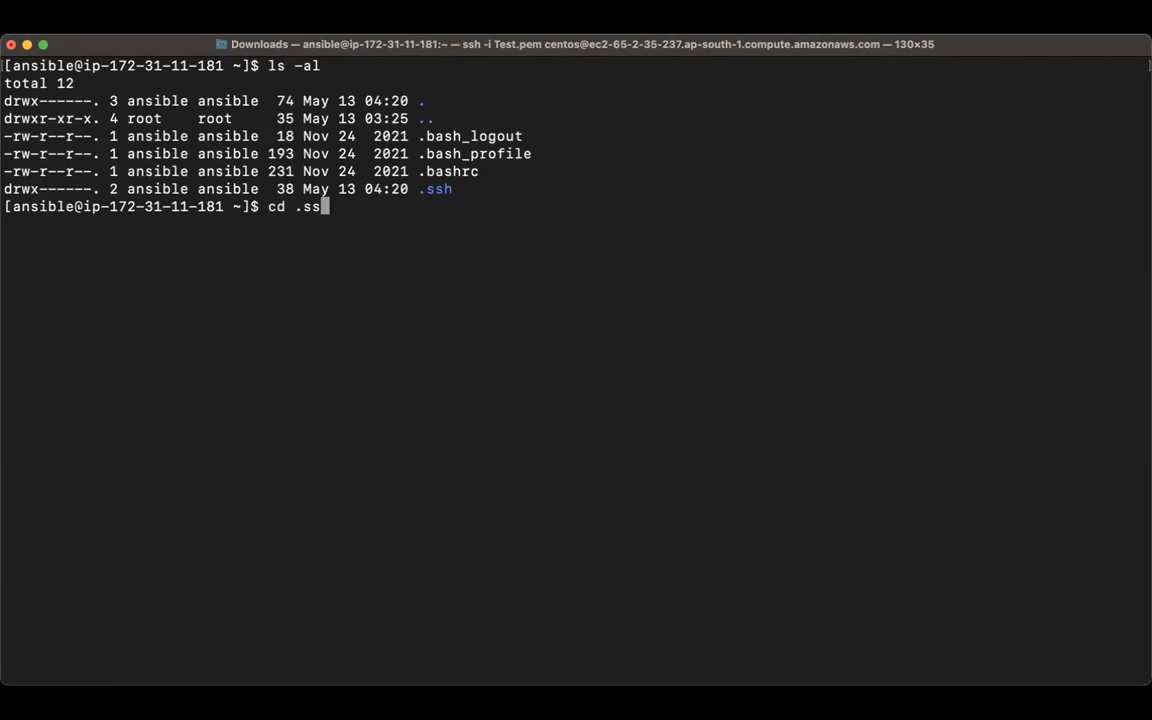 Downloads — ansible@ip-172-31-11-181:~ — ssh -i Test.pem centos@ec2-65-2-35-237.ap-south-1.compute.amazonaws.com — 130×35
[ansible@ip-172-31-11-181 ~]$ ls -al
total 12
drwx------. 3 ansible ansible  74 May 13 04:20 .
drwxr-xr-x. 4 root    root     35 May 13 03:25 ..
-rw-r--r--. 1 ansible ansible  18 Nov 24  2021 .bash_logout
-rw-r--r--. 1 ansible ansible 193 Nov 24  2021 .bash_profile
-rw-r--r--. 1 ansible ansible 231 Nov 24  2021 .bashrc
drwx------. 2 ansible ansible  38 May 13 04:20 .ssh
[ansible@ip-172-31-11-181 ~]$ cd .ss